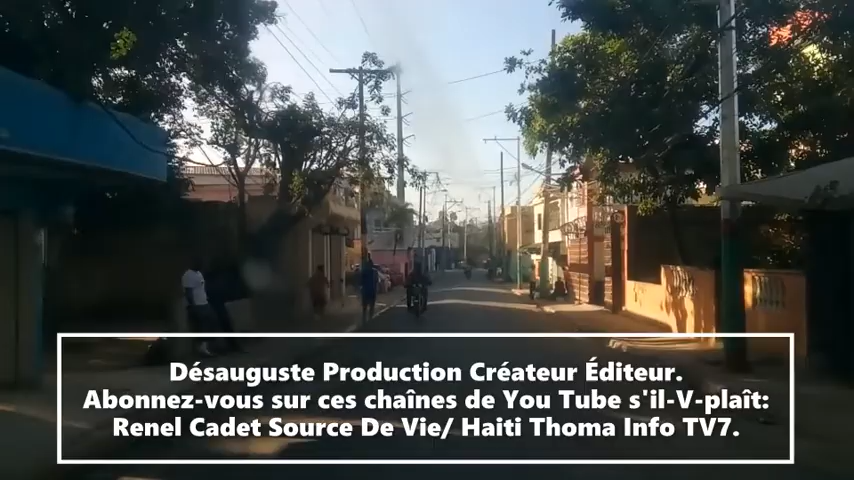 Désauguste Production Créateur Éditeur.
Abonnez-vous sur ces chaînes de You Tube s'il-V-plaît:
Renel Cadet Source De Vie/ Haiti Thoma Info TV7.